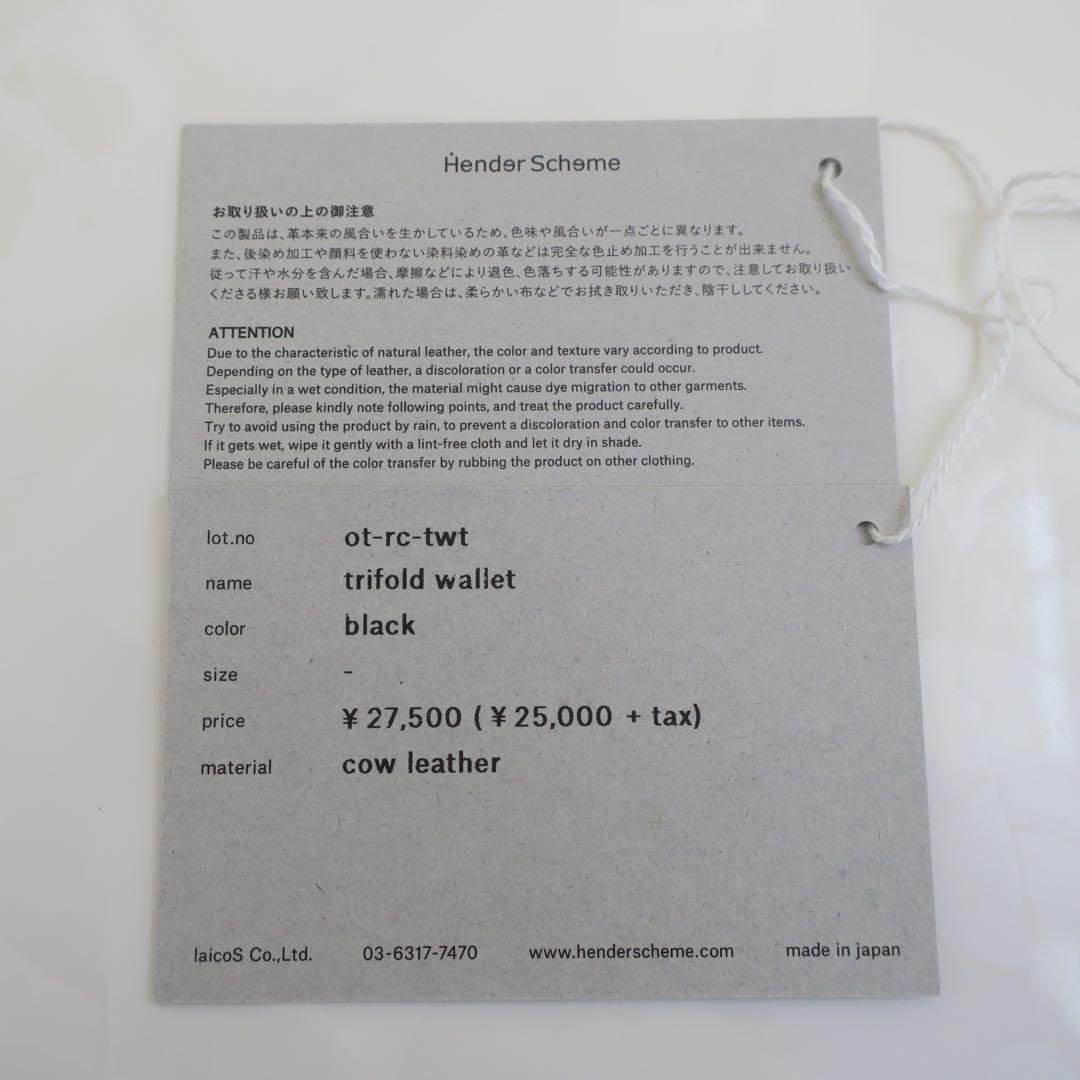 Hender Scheme
お取り扱いの上の御注意
この製品は、革本来の風合いを生かしているため、色味や風合いが一点ごとに異なります。
また、後染め加工や顔料を使わない染料染めの革などは完全な色止め加工を行うことが出来ません。
従って汗や水分を含んだ場合、摩擦などにより退色、色落ちする可能性がありますので、注意してお取り扱い
くださる様お願い致します。濡れた場合は、柔らかい布などでお拭き取りいただき、陰干ししてください。
ATTENTION
Due to the characteristic of natural leather, the color and texture vary according to product.
Depending on the type of leather, a discoloration or a color transfer could occur.
Especially in a wet condition, the material might cause dye migration to other garments.
Therefore, please kindly note following points, and treat the product carefully.
Try to avoid using the product by rain, to prevent a discoloration and color transfer to other items.
If it gets wet, wipe it gently with a lint-free cloth and let it dry in shade.
Please be careful of the color transfer by rubbing the product on other clothing.
lot.no ot-rc-twt
name trifold wallet
color black
size -
price ¥ 27,500 ( ¥ 25,000 + tax)
material cow leather
laicoS Co.,Ltd. 03-6317-7470 www.henderscheme.com made in japan